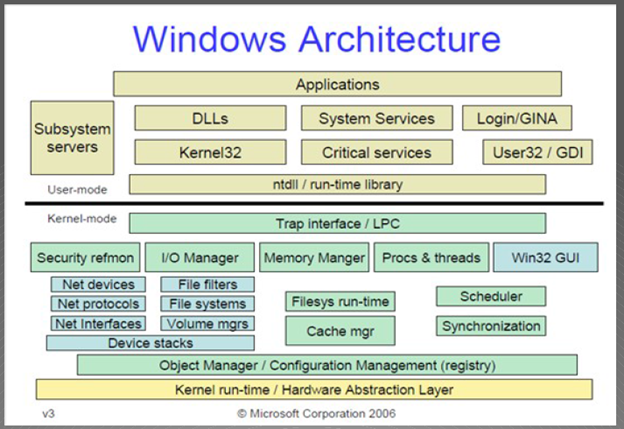 Windows Architecture
Applications
Subsystem
servers
DLLs
System Services
Login/GINA
Kernel32
Critical services
User32 / GDI
User-mode
ntdll / run-time library
Kernel-mode
Trap interface / LPC
Security refmon
I/O Manager
Memory Manger
Procs & threads
Win32 GUI
Net devices
File filters
Net protocols
File systems
Net Interfaces
Volume mgrs
Device stacks
Filesys run-time
Cache mgr
Scheduler
Synchronization
Object Manager / Configuration Management (registry)
Kernel run-time / Hardware Abstraction Layer
v3
© Microsoft Corporation 2006